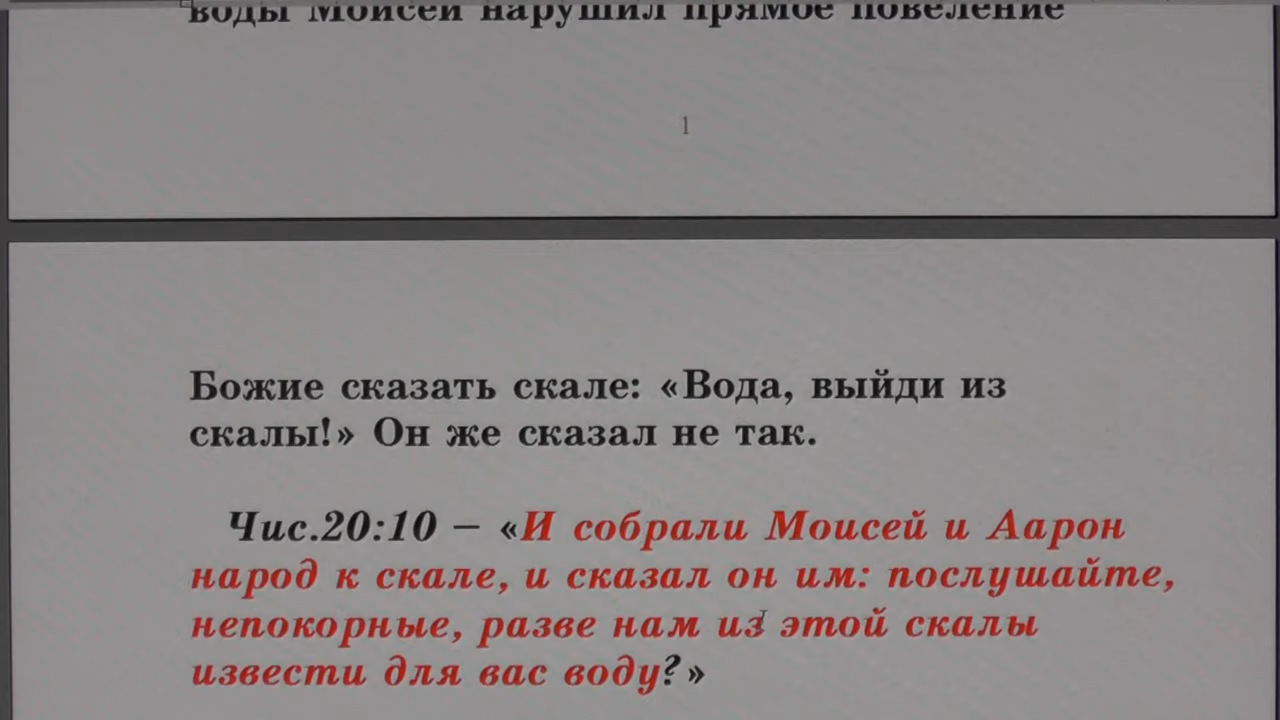 воды Моисей нарушил прямое повеление
1
Божие сказать скале: «Вода, выйди из
скалы!» Он же сказал не так.
Чис.20:10 – «И собрали Моисей и Аарон
народ к скале, и сказал он им: послушайте,
непокорные, разве нам из этой скалы
извести для вас воду?»